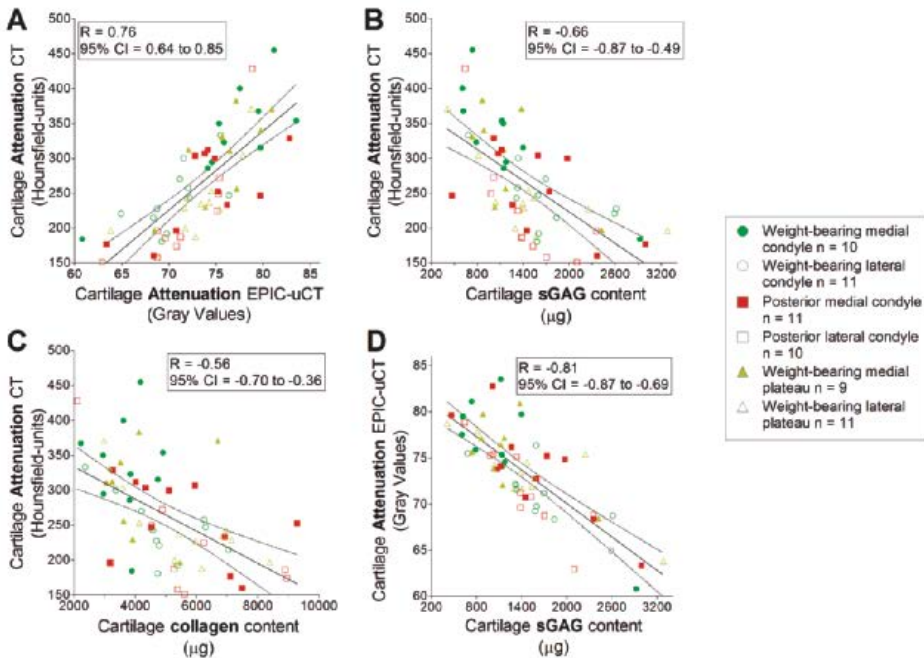 A
R = 0.76
95% CI = 0.64 to 0.85
Cartilage Attenuation CT
(Hounsfield-units)
500
450
400
350
300
250
200
150
60 65 70 75 80 85
Cartilage Attenuation EPIC-uCT
(Gray Values)
B
R = -0.66
95% CI = -0.87 to -0.49
Cartilage Attenuation CT
(Hounsfield-units)
500
450
400
350
300
250
200
150
200 800 1400 2000 2600 3200
Cartilage sGAG content
(µg)
Weight-bearing medial
condyle n = 10
Weight-bearing lateral
condyle n = 11
Posterior medial condyle
n = 11
Posterior lateral condyle
n = 10
Weight-bearing medial
plateau n = 9
Weight-bearing lateral
plateau n = 11
C
R = -0.56
95% CI = -0.70 to -0.36
Cartilage Attenuation CT
(Hounsfield-units)
500
450
400
350
300
250
200
150
2000 4000 6000 8000 10000
Cartilage collagen content
(µg)
D
R = -0.81
95% CI = -0.87 to -0.69
Cartilage Attenuation EPIC-uCT
(Gray Values)
85
80
75
70
65
60
200 800 1400 2000 2600 3200
Cartilage sGAG content
(µg)